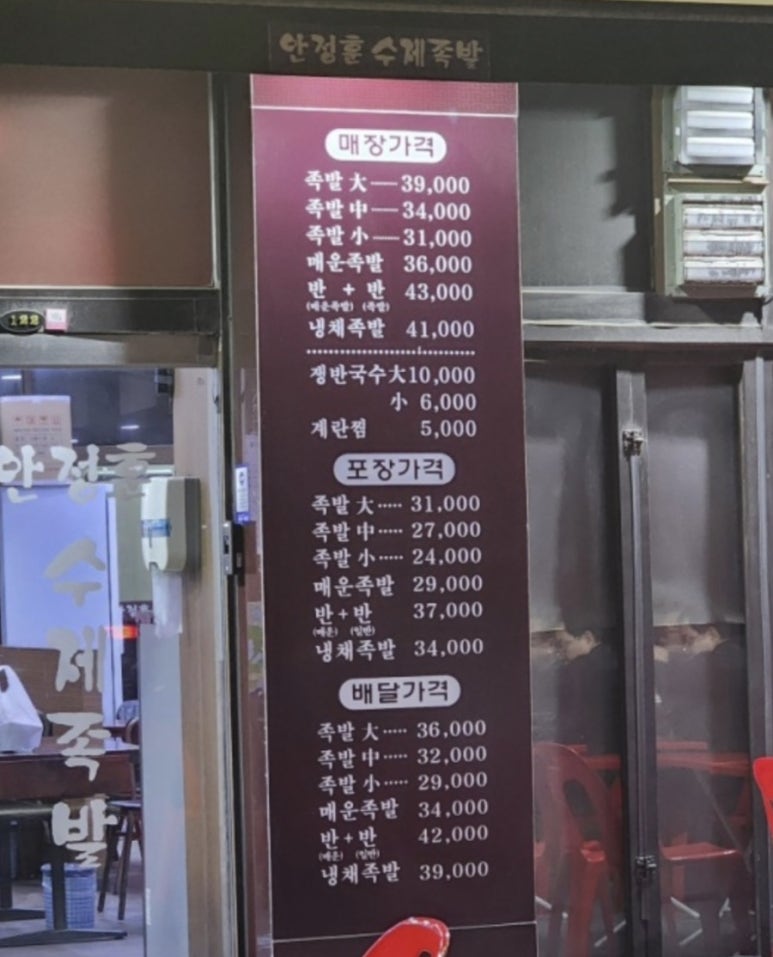 안정훈 수제족발
매장가격
족발 大 — 39,000
족발 中 — 34,000
족발 小 — 31,000
매운족발 36,000
반 + 반 43,000
(매운족발) (족발)
냉채족발 41,000
쟁반국수 大 10,000
小 6,000
계란찜 5,000
포장가격
족발 大 ····· 31,000
족발 中 ····· 27,000
족발 小 ····· 24,000
매운족발 29,000
반 + 반 37,000
(매운) (일반)
냉채족발 34,000
배달가격
족발 大 ····· 36,000
족발 中 ····· 32,000
족발 小 ····· 29,000
매운족발 34,000
반 + 반 42,000
(매운) (일반)
냉채족발 39,000
122
안정훈
수제족발